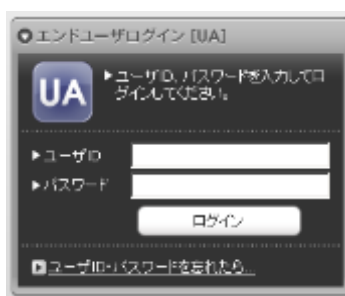 エンドユーザログイン [UA]
UA
ユーザID、パスワードを入力してロ
グインしてください。
ユーザID
パスワード
ログイン
ユーザID・パスワードを忘れたら...